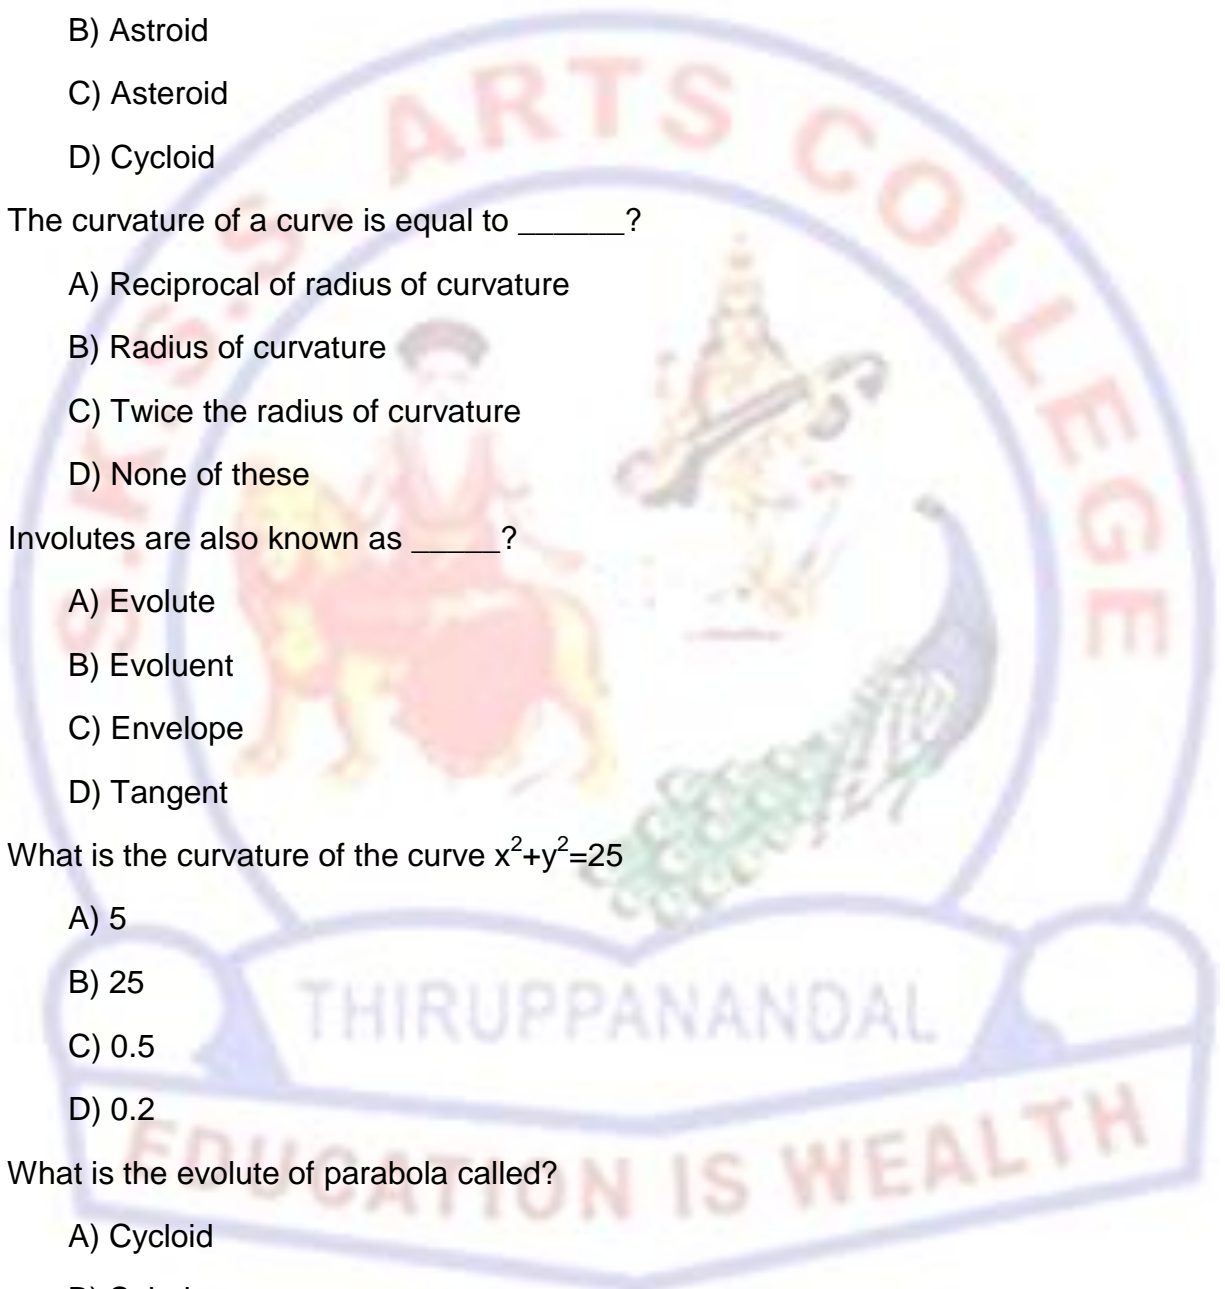 B) Astroid
C) Asteroid
D) Cycloid
The curvature of a curve is equal to ______?
A) Reciprocal of radius of curvature
B) Radius of curvature
C) Twice the radius of curvature
D) None of these
Involutes are also known as _____?
A) Evolute
B) Evoluent
C) Envelope
D) Tangent
What is the curvature of the curve x²+y²=25
A) 5
B) 25
C) 0.5
D) 0.2
What is the evolute of parabola called?
A) Cycloid
S.K.S.S. ARTS COLLEGE
THIRUPPANANDAL
EDUCATION IS WEALTH